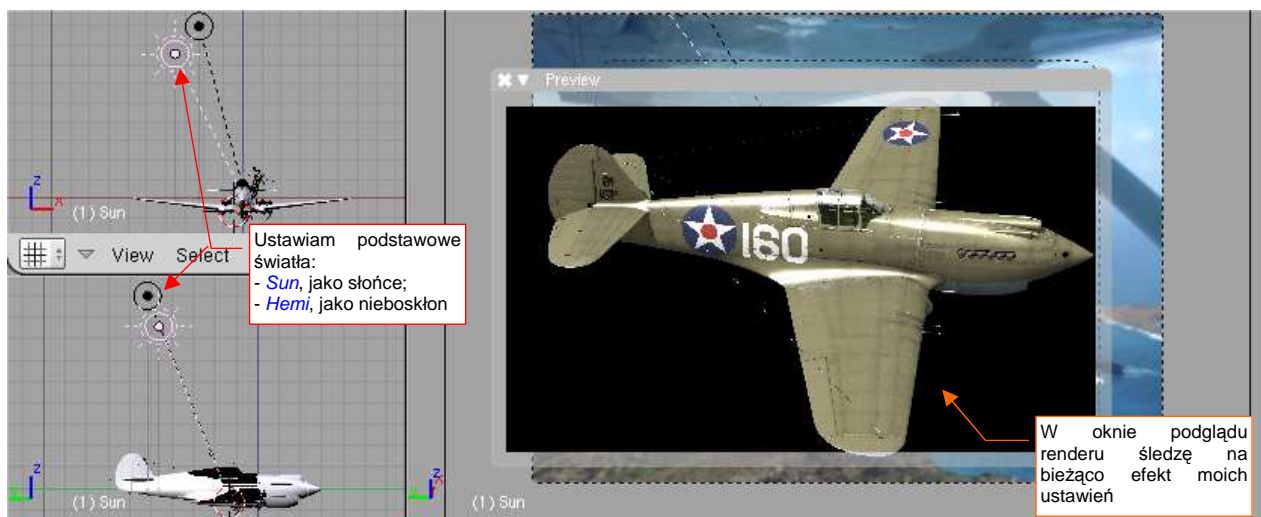 z
x
(1) Sun
View Select
Ustawiam podstawowe
światła:
- Sun, jako słońce;
- Hemi, jako nieboskłon
z
y
(1) Sun
Preview
160
z
x
(1) Sun
W oknie podglądu
renderu śledzę na
bieżąco efekt moich
ustawień